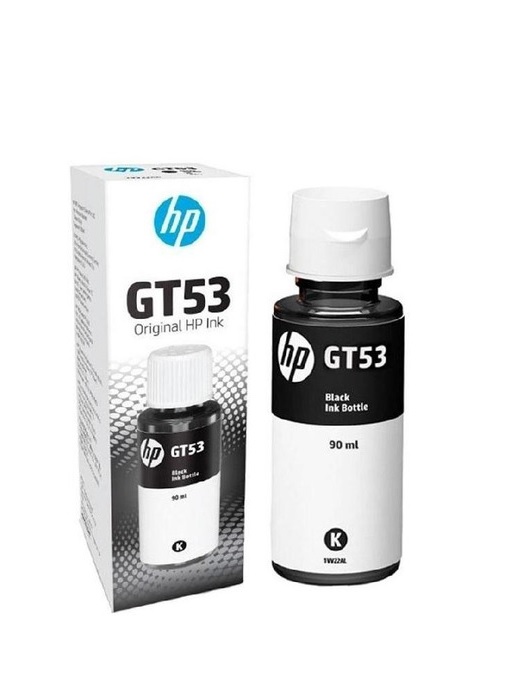 GT53
hp
GT53
Original HP Ink
hp
GT53
Black
Ink Bottle
90 ml
K
hp
GT53
Black
Ink Bottle
90 ml
K
1VV22AL